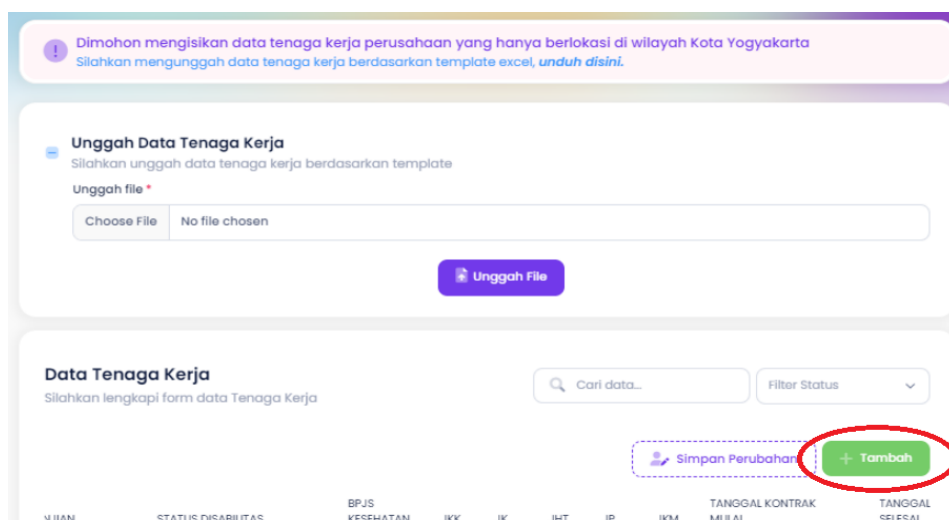 Dimohon mengisikan data tenaga kerja perusahaan yang hanya berlokasi di wilayah Kota Yogyakarta
Silahkan mengunggah data tenaga kerja berdasarkan template excel, unduh disini.
Unggah Data Tenaga Kerja
Silahkan unggah data tenaga kerja berdasarkan template
Unggah file *
Choose File No file chosen
Unggah File
Data Tenaga Kerja
Silahkan lengkapi form data Tenaga Kerja
Cari data...
Filter Status
Simpan Perubahan
+ Tambah
BPJS TANGGAL KONTRAK TANGGAL
STATUS DISABILITAS KESEHATAN JKK JK JHT JP JKM MULAI SELESAI